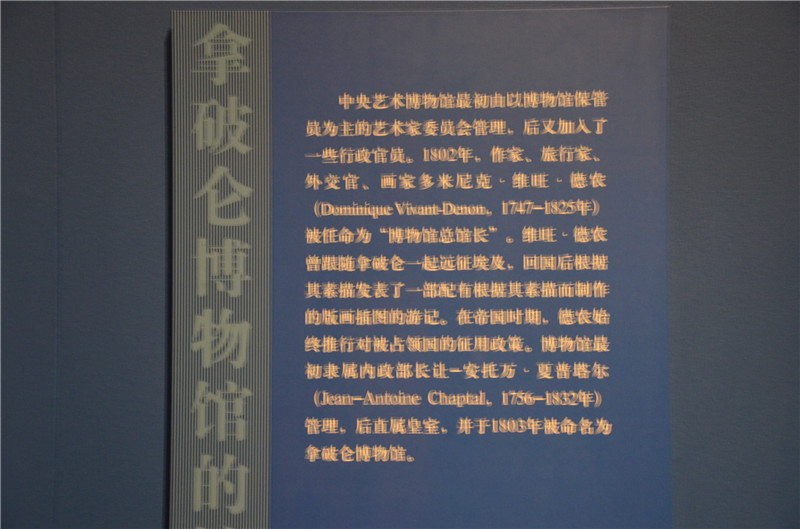 拿破仑博物馆的
中央艺术博物馆最初由以博物馆保管
员为主的艺术家委员会管理，后又加入了
一些行政官员。1802年，作家、旅行家、
外交官、画家多米尼克·维旺·德农
（Dominique Vivant-Denon，1747—1825年）
被任命为“博物馆总馆长”。维旺·德农
曾跟随拿破仑一起远征埃及，回国后根据
其素描发表了一部配有根据其素描而制作
的版画插图的游记。在帝国时期，德农始
终推行对被占领国的征用政策。博物馆最
初隶属内政部长让—安托万·夏普塔尔
（Jean—Antoine Chaptal，1756—1832年）
管理，后直属皇室，并于1803年被命名为
拿破仑博物馆。